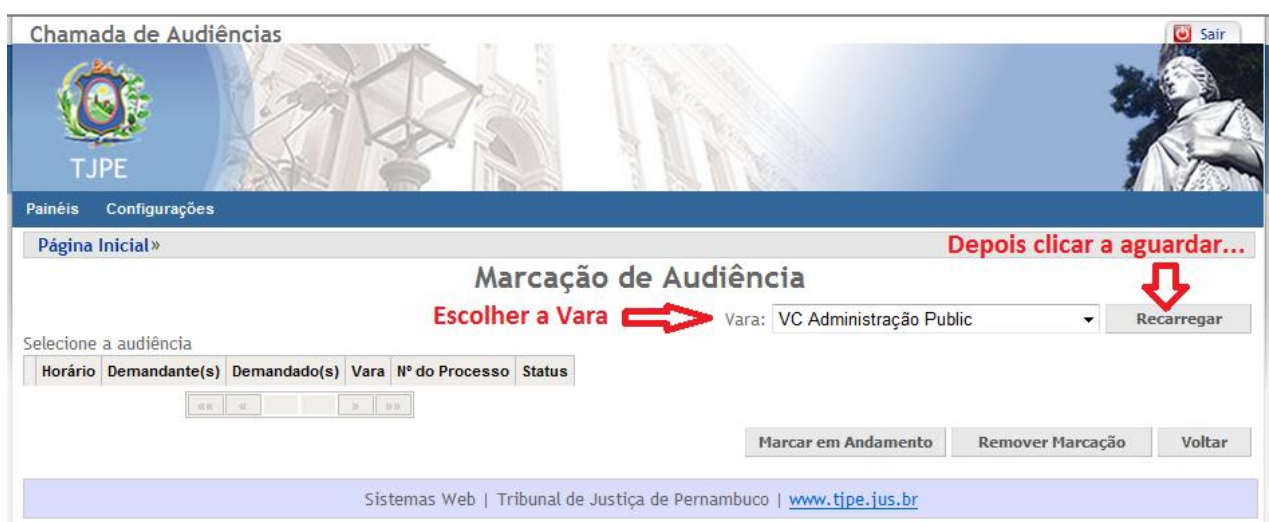 Chamada de Audiências
Sair
TJPE
Painéis Configurações
Página Inicial»
Depois clicar a aguardar...
Marcação de Audiência
Escolher a Vara
Vara: VC Administração Public Recarregar
Selecione a audiência
Horário Demandante(s) Demandado(s) Vara Nº do Processo Status
«« « » »»
Marcar em Andamento Remover Marcação Voltar
Sistemas Web | Tribunal de Justiça de Pernambuco | www.tjpe.jus.br